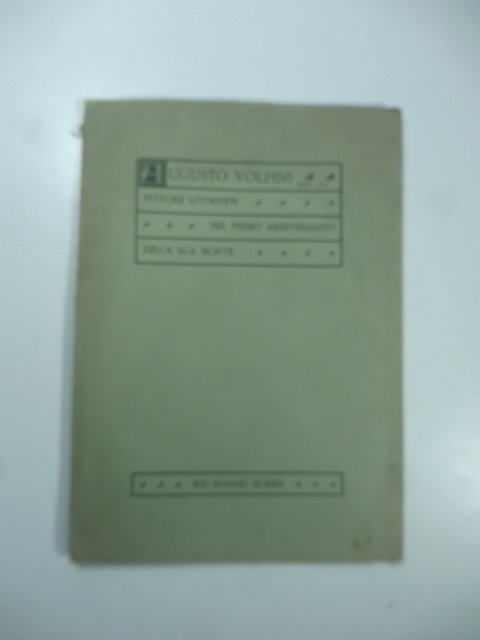 AUGUSTO VOLPINI
PITTORE LIVORNESE
NEL PRIMO ANNIVERSARIO
DELLA SUA MORTE